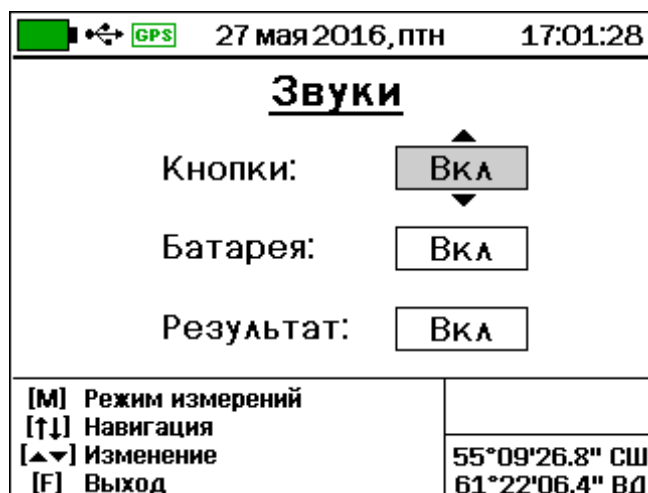 GPS 27 мая 2016, птн 17:01:28
Звуки
Кнопки: Вкл
Батарея: Вкл
Результат: Вкл
[M] Режим измерений
[↑↓] Навигация
[▲▼] Изменение
[F] Выход
55°09'26.8" СШ
61°22'06.4" ВД